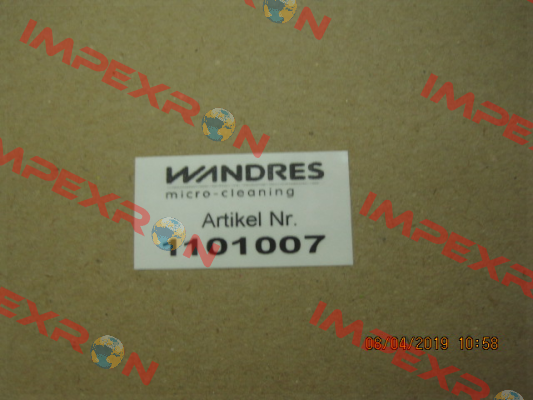 IMPEXRON
IMPEXRON
IMPEXRON
WANDRES
micro-cleaning
Artikel Nr.
1101007
IMPEXRON
IMPEXRON
IMPEXRON
08/04/2019 10:58